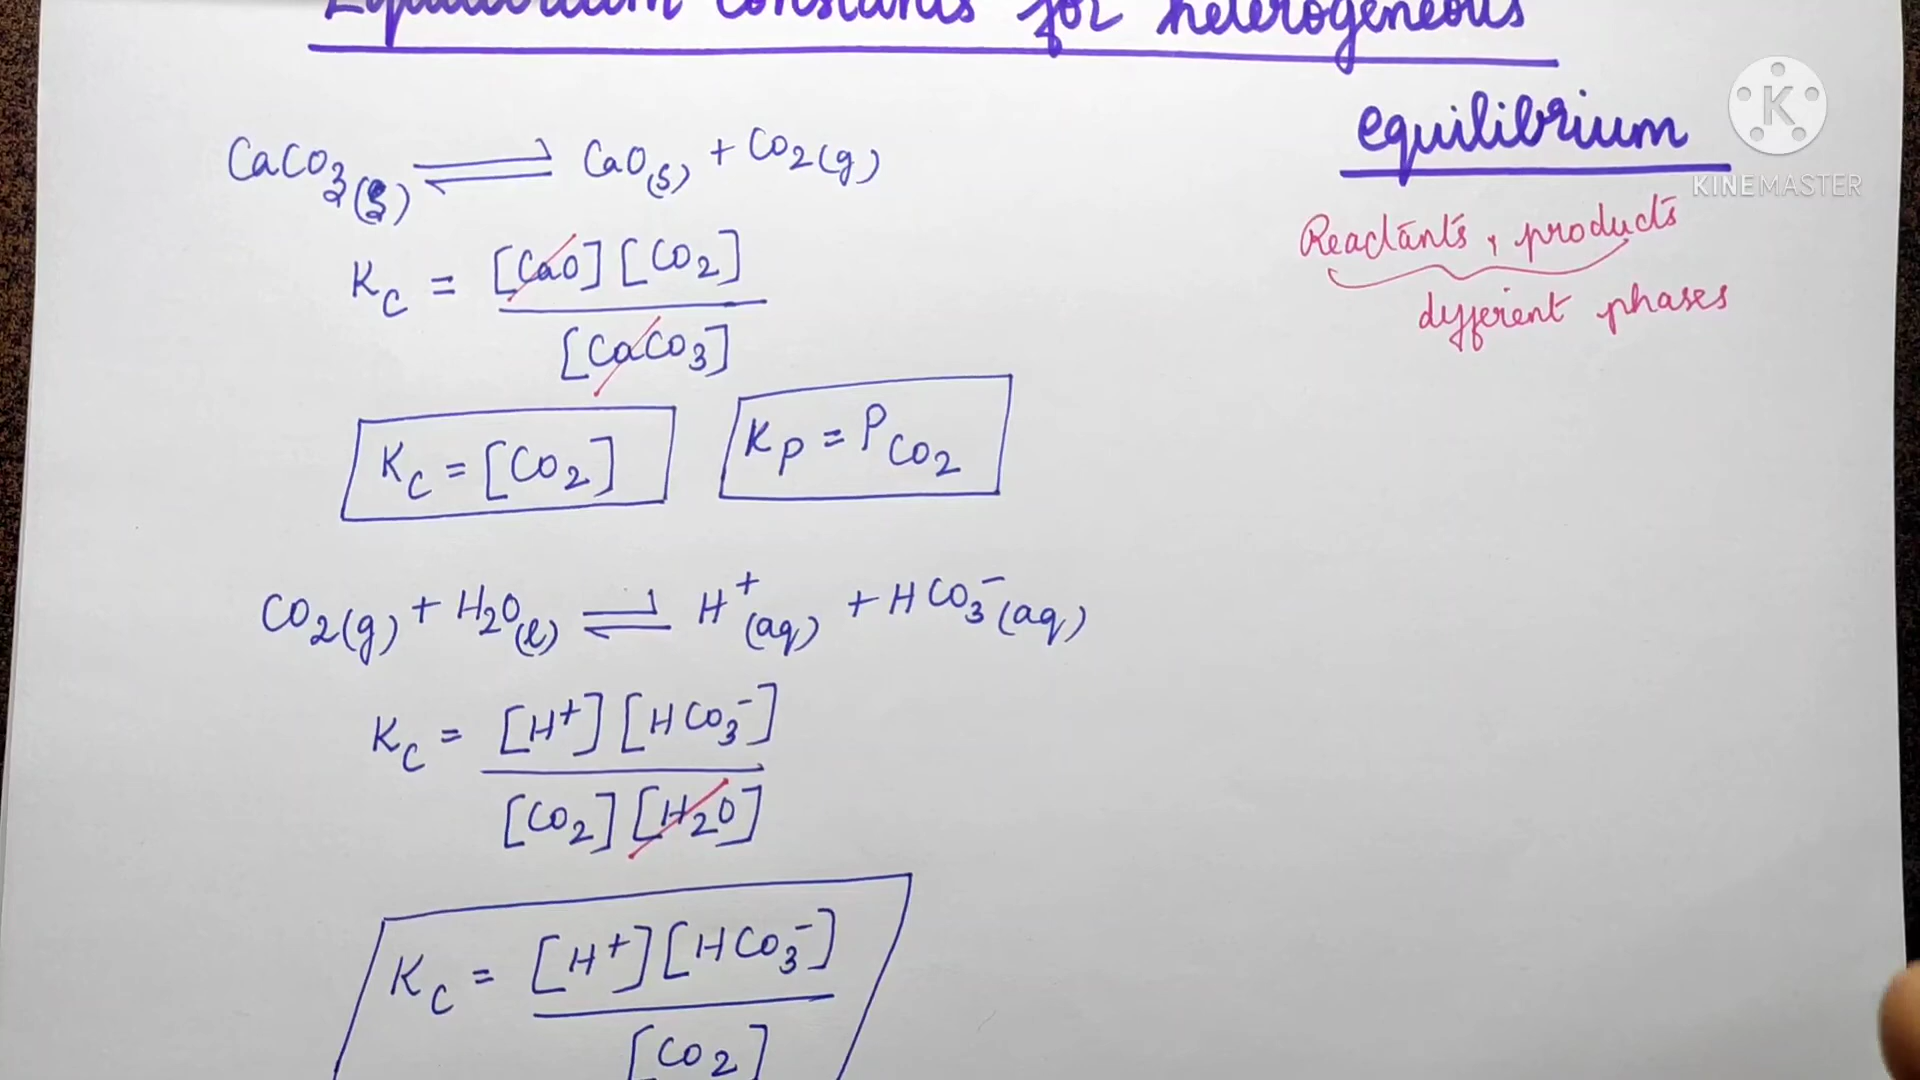 Equilibrium constants for heterogeneous
equilibrium
K
KINEMASTER
Reactants, products
different phases
CaCO3(s) ⇌ CaO(s) + CO2(g)
KC = [CaO][CO2] / [CaCO3]
KC = [CO2]
KP = PCO2
CO2(g) + H2O(l) ⇌ H+(aq) + HCO3-(aq)
KC = [H+][HCO3-] / [CO2][H2O]
KC = [H+][HCO3-] / [CO2]